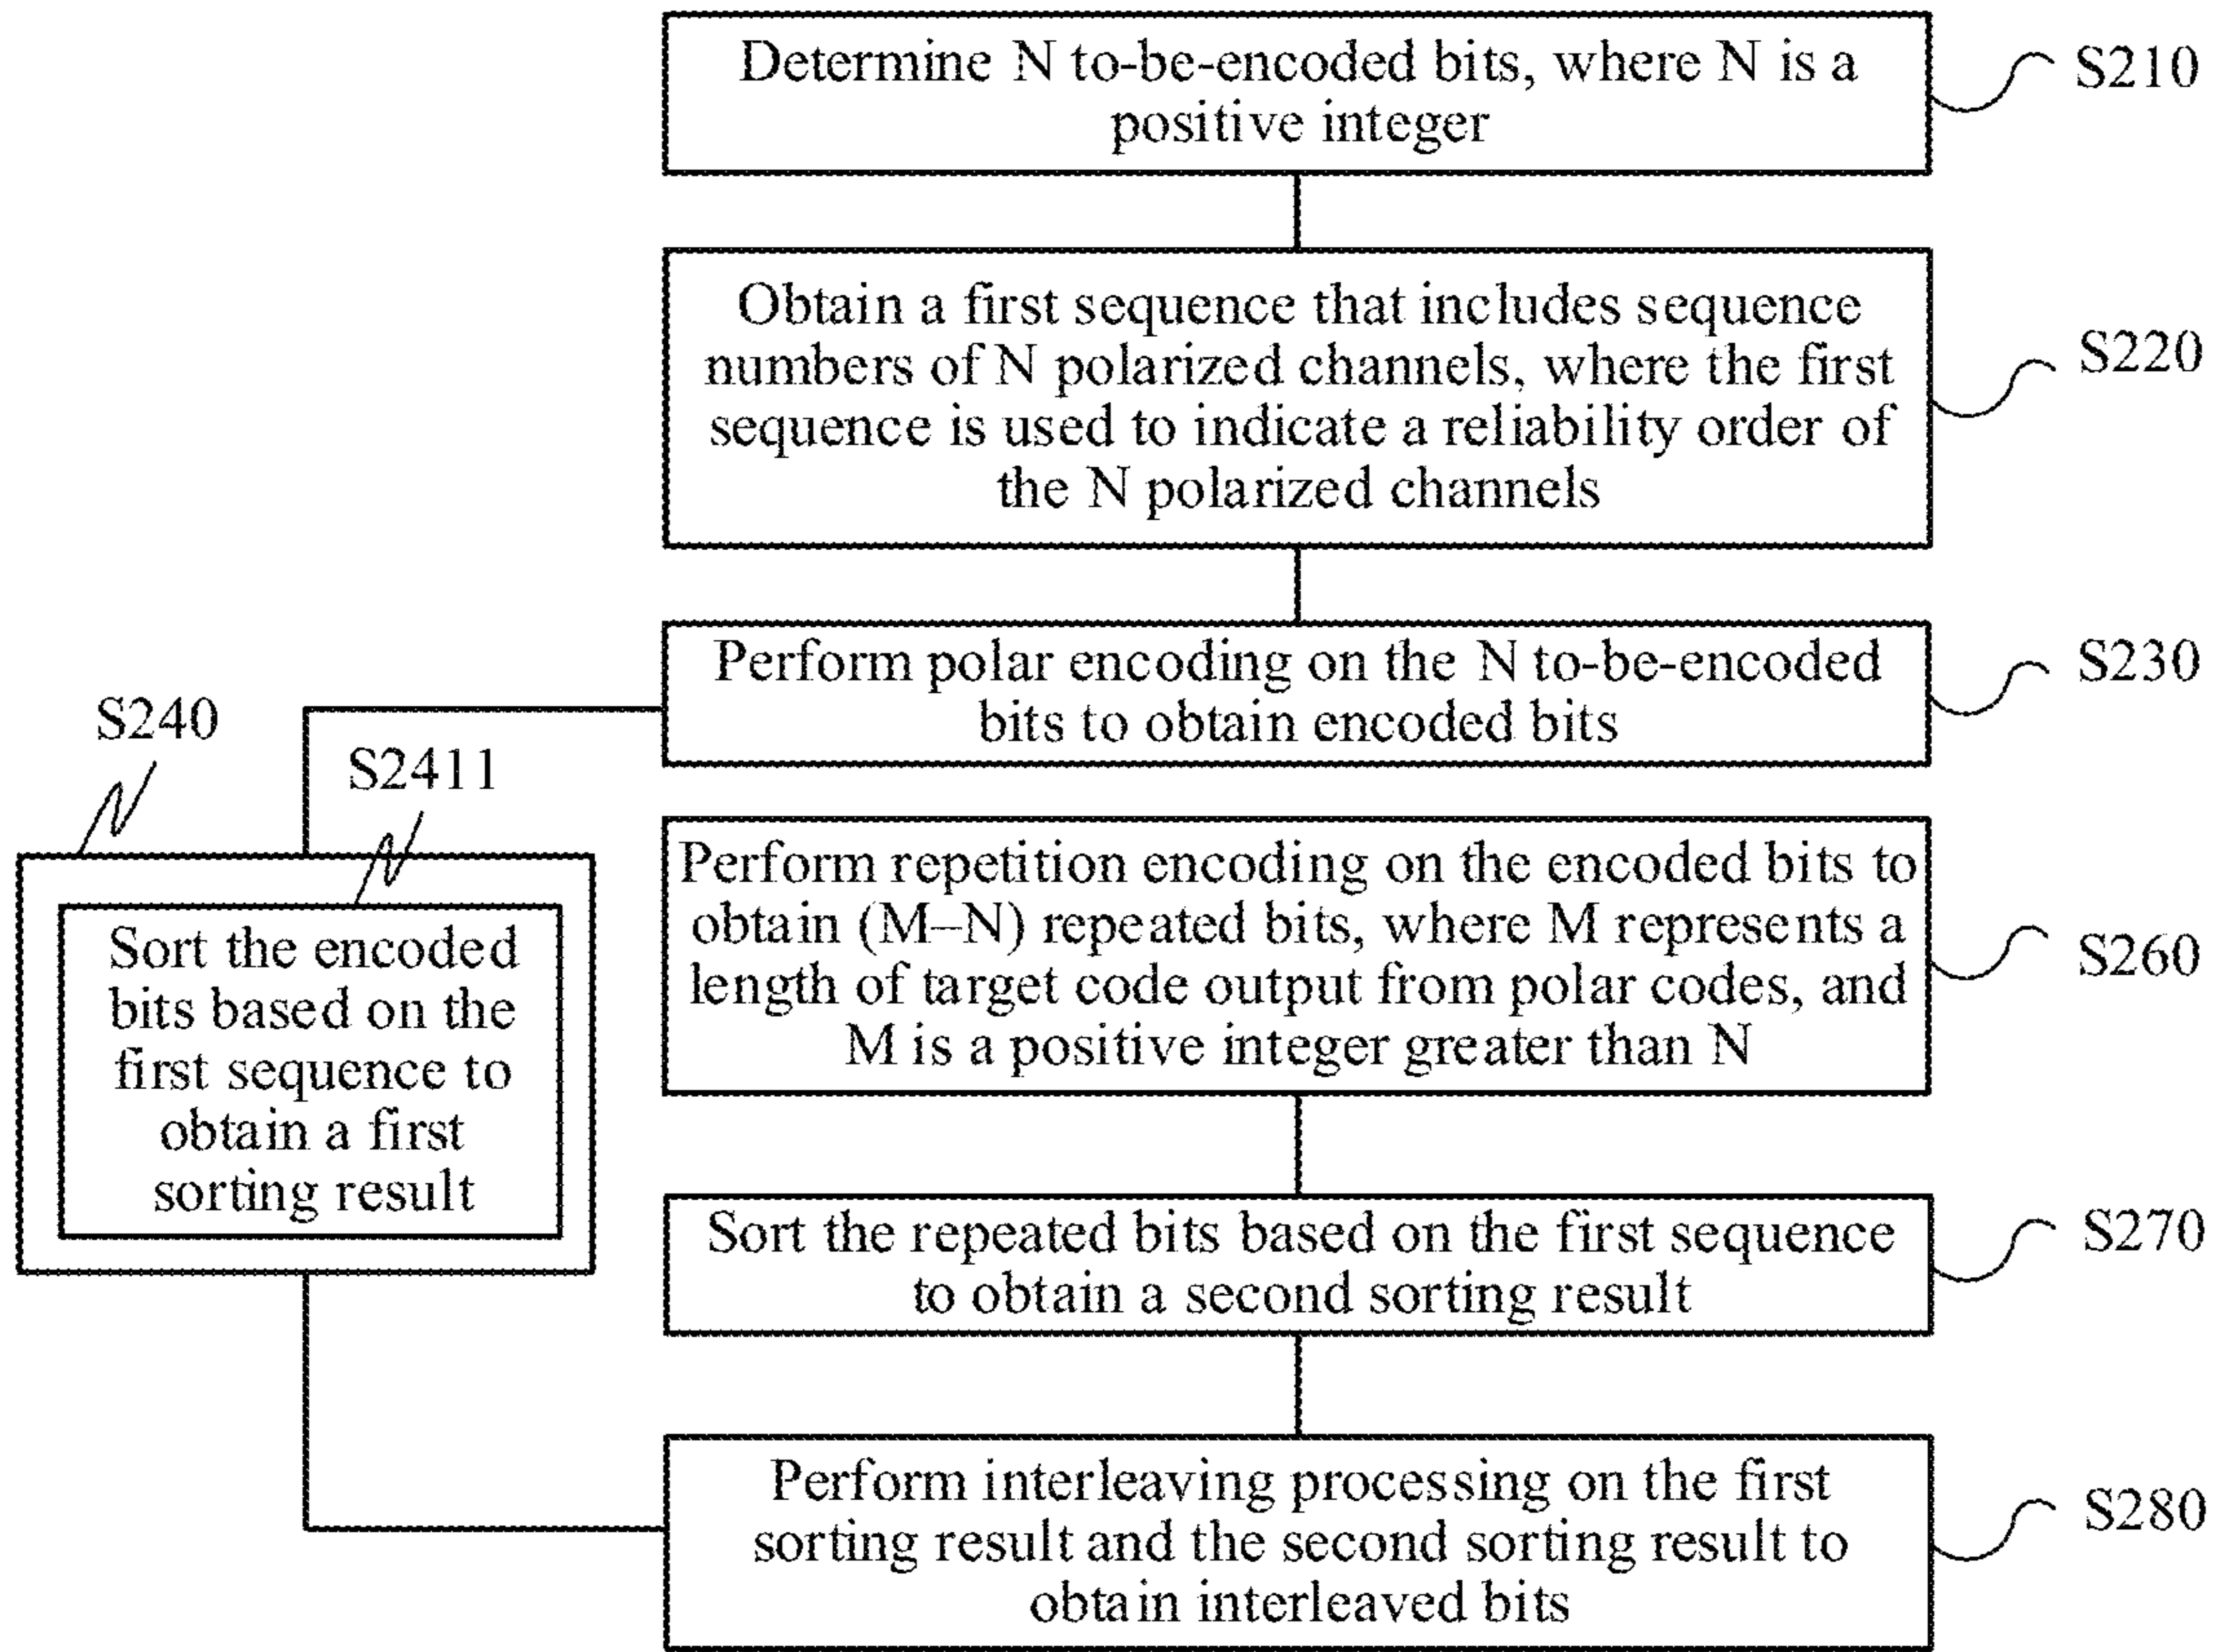 Determine N to-be-encoded bits, where N is a
positive integer
S210
Obtain a first sequence that includes sequence
numbers of N polarized channels, where the first
sequence is used to indicate a reliability order of
the N polarized channels
S220
Perform polar encoding on the N to-be-encoded
bits to obtain encoded bits
S230
S240
S2411
Sort the encoded
bits based on the
first sequence to
obtain a first
sorting result
Perform repetition encoding on the encoded bits to
obtain (M–N) repeated bits, where M represents a
length of target code output from polar codes, and
M is a positive integer greater than N
S260
Sort the repeated bits based on the first sequence
to obtain a second sorting result
S270
Perform interleaving processing on the first
sorting result and the second sorting result to
obtain interleaved bits
S280